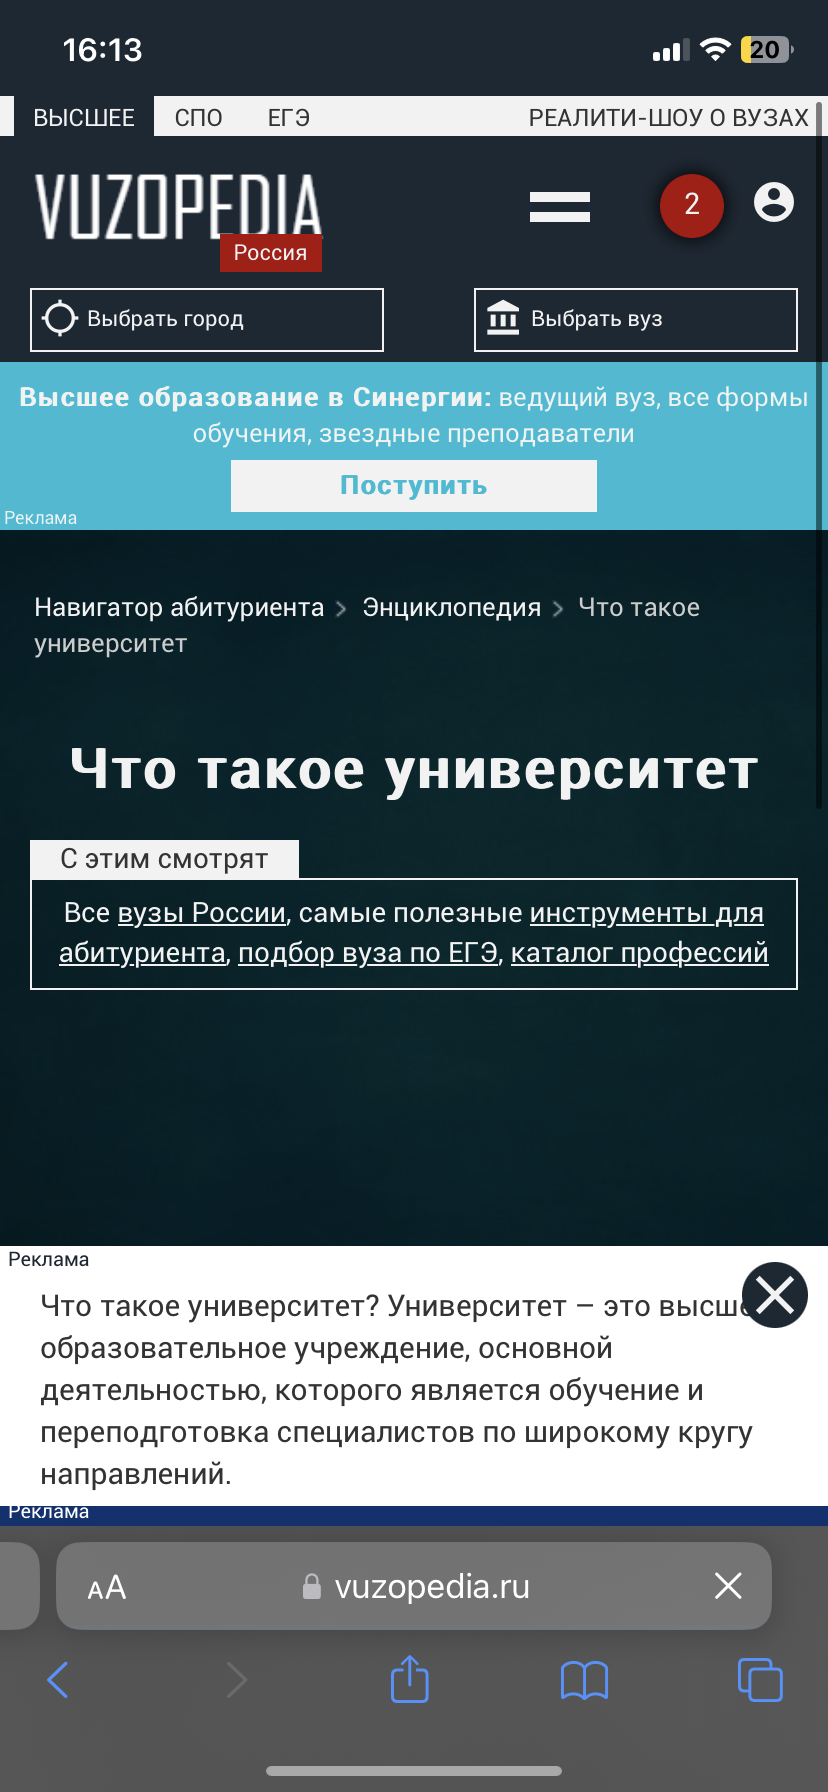 16:13
20
ВЫСШЕЕ СПО ЕГЭ РЕАЛИТИ-ШОУ О ВУЗАХ
VUZOPEDIA
2
Россия
Выбрать город Выбрать вуз
Высшее образование в Синергии: ведущий вуз, все формы
обучения, звездные преподаватели
Поступить
Реклама
Навигатор абитуриента > Энциклопедия > Что такое
университет
Что такое университет
С этим смотрят
Все вузы России, самые полезные инструменты для
абитуриента, подбор вуза по ЕГЭ, каталог профессий
Реклама
Что такое университет? Университет – это высше
образовательное учреждение, основной
деятельностью, которого является обучение и
переподготовка специалистов по широкому кругу
направлений.
Реклама
AA vuzopedia.ru